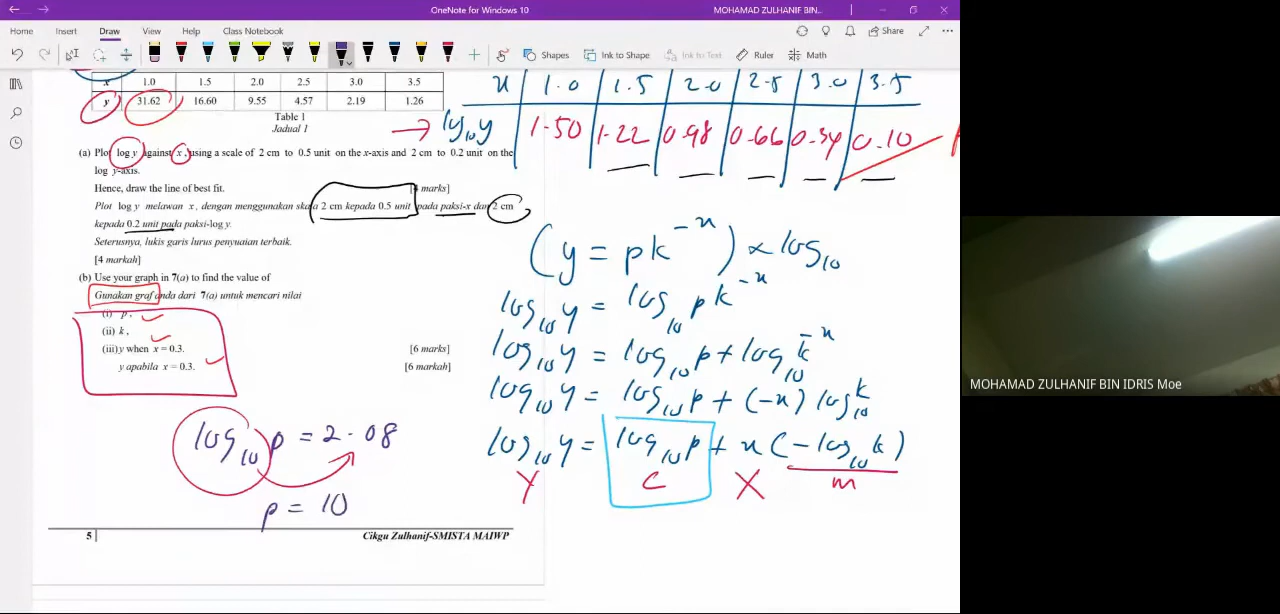 OneNote for Windows 10
MOHAMAD ZULHANIF BIN
Home Insert Draw View Help Class Notebook
Share
Shapes Ink to Shape Ink to Text Ruler Math
x 1.0 1.5 2.0 2.5 3.0 3.5
y 31.62 16.60 9.55 4.57 2.19 1.26
Table 1
Jadual 1
x 1.0 1.5 2.0 2.5 3.0 3.5
log10 y 1.50 1.22 0.98 0.66 0.34 0.10
(a) Plot log y against x, using a scale of 2 cm to 0.5 unit on the x-axis and 2 cm to 0.2 unit on the
log y-axis.
Hence, draw the line of best fit.
marks]
Plot log y melawan x, dengan menggunakan skala 2 cm kepada 0.5 unit pada paksi-x dan 2 cm
kepada 0.2 unit pada paksi-log y.
Seterusnya, lukis garis lurus penyuaian terbaik.
[4 markah]
(b) Use your graph in 7(a) to find the value of
Gunakan graf anda dari 7(a) untuk mencari nilai
(i) p,
(ii) k,
(iii) y when x = 0.3. [6 marks]
y apabila x = 0.3. [6 markah]
log10 p = 2.08
p = 10
(y = pk^-x) × log10
log10 y = log10 pk^-x
log10 y = log10 p + log10 k^-x
log10 y = log10 p + (-x) log10 k
log10 y = log10 p + x (-log10 k)
Y C X m
5 | Cikgu Zulhanif-SMISTA MAIWP
MOHAMAD ZULHANIF BIN IDRIS Moe